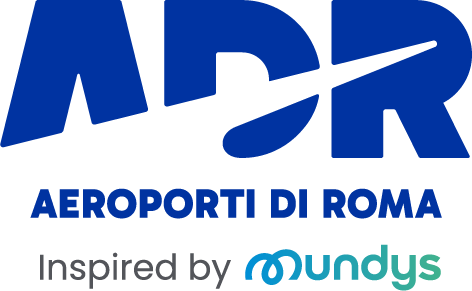 ADR
AEROPORTI DI ROMA
Inspired by mundys